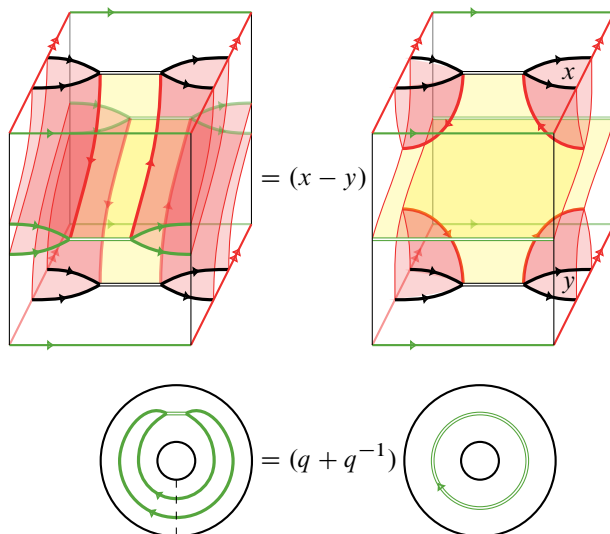 x
= (x − y)
y
= (q + q⁻¹)